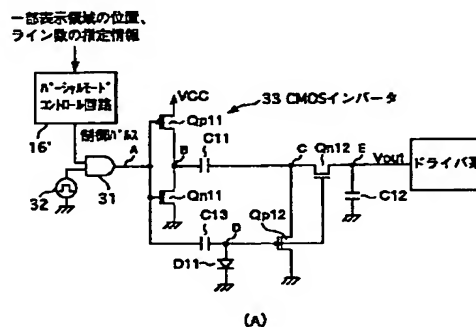 一部表示領域の位置、
ライン数の指定情報
パーシャルモード
コントロール回路
16'
制御パルス
A
31
32
VCC
Qp11
33 CMOSインバータ
B
C11
Qn11
C
Qn12
E
Vout
ドライバ系
C12
C13
D
Qp12
D11
(A)